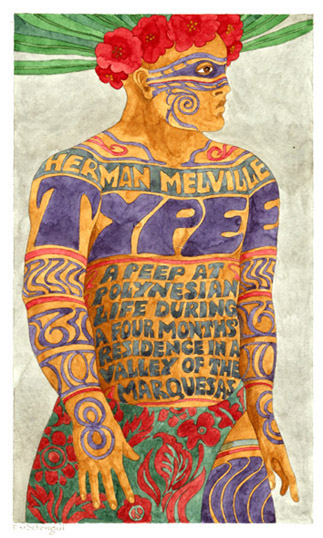 HERMAN MELVILLE
TYPEE
A PEEP AT
POLYNESIAN
LIFE DURING
A FOUR MONTHS'
RESIDENCE IN A
VALLEY OF THE
MARQUESAS